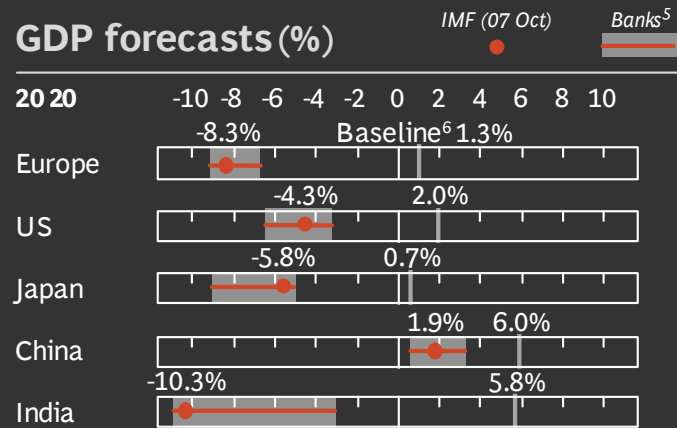 GDP forecasts (%) IMF (07 Oct) Banks5
2020 -10 -8 -6 -4 -2 0 2 4 6 8 10
-8.3% Baseline6 1.3%
Europe
-4.3% 2.0%
US
-5.8% 0.7%
Japan
1.9% 6.0%
China
-10.3% 5.8%
India